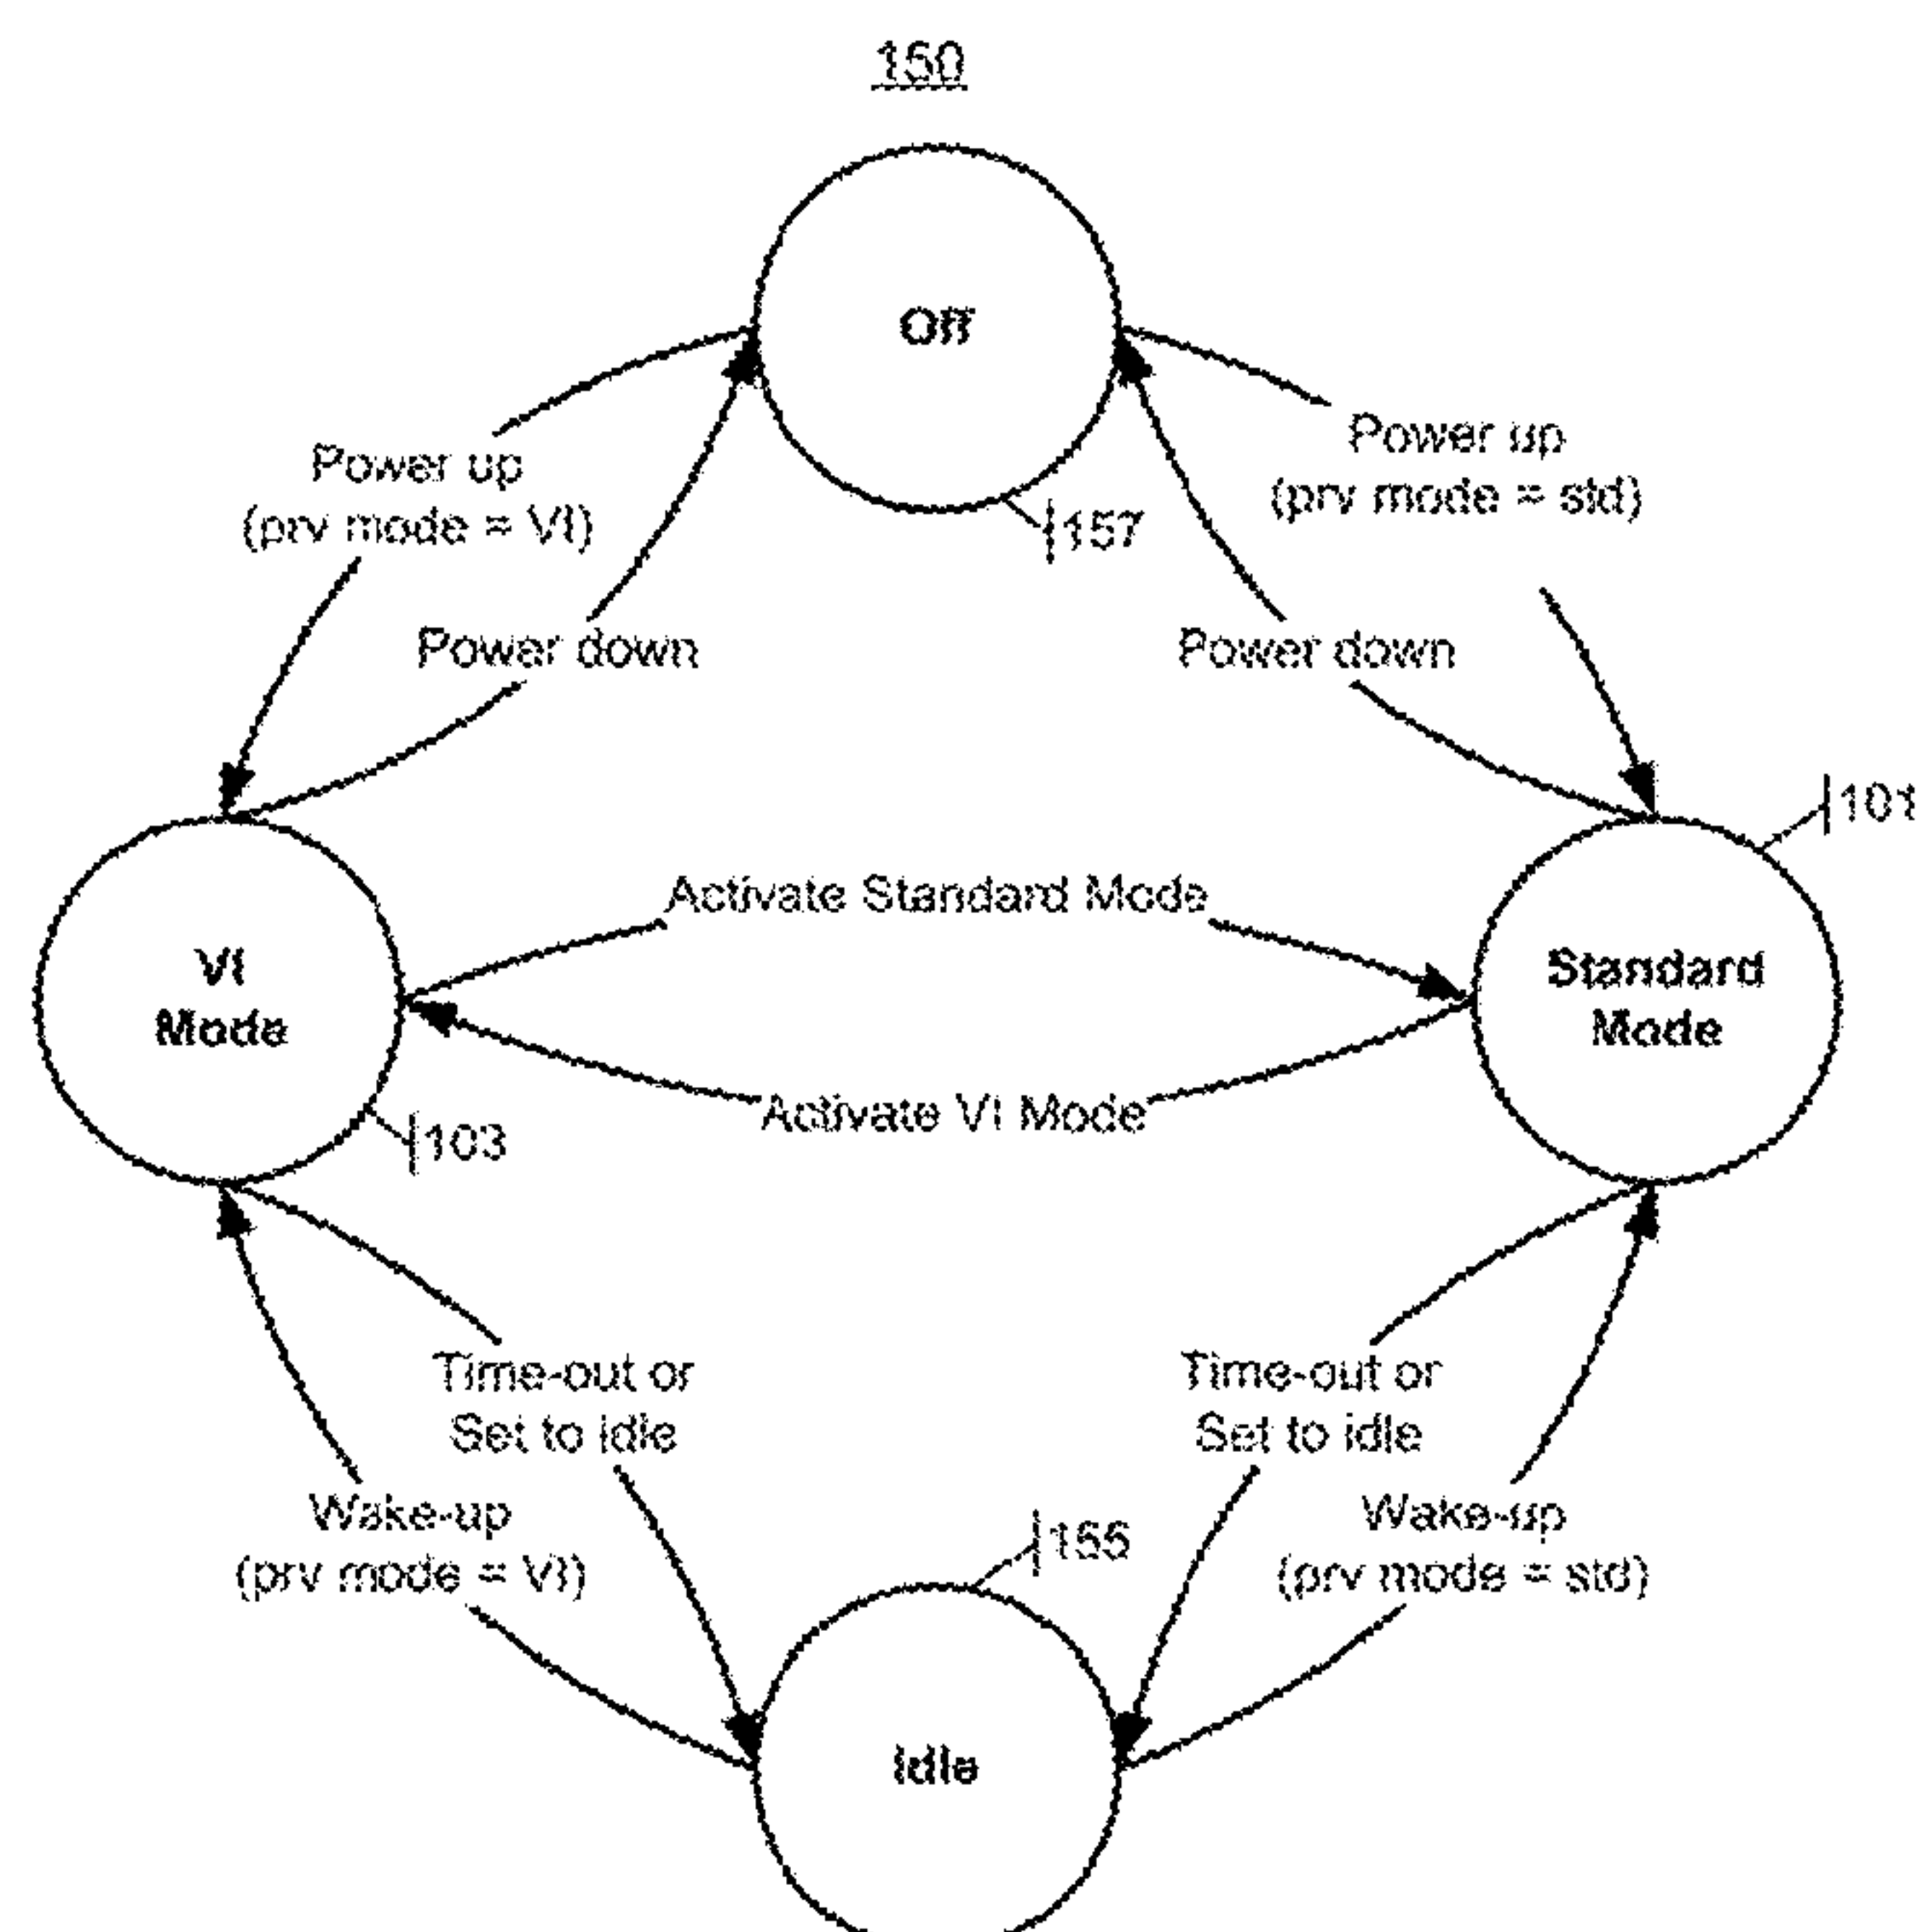 150
Off
Power up
(prv mode = VI)
Power up
(prv mode = std)
157
Power down
Power down
101
Activate Standard Mode
VI
Mode
Standard
Mode
Activate VI Mode
103
Time-out or
Set to idle
Time-out or
Set to idle
Wake-up
(prv mode = VI)
155
Wake-up
(prv mode = std)
Idle